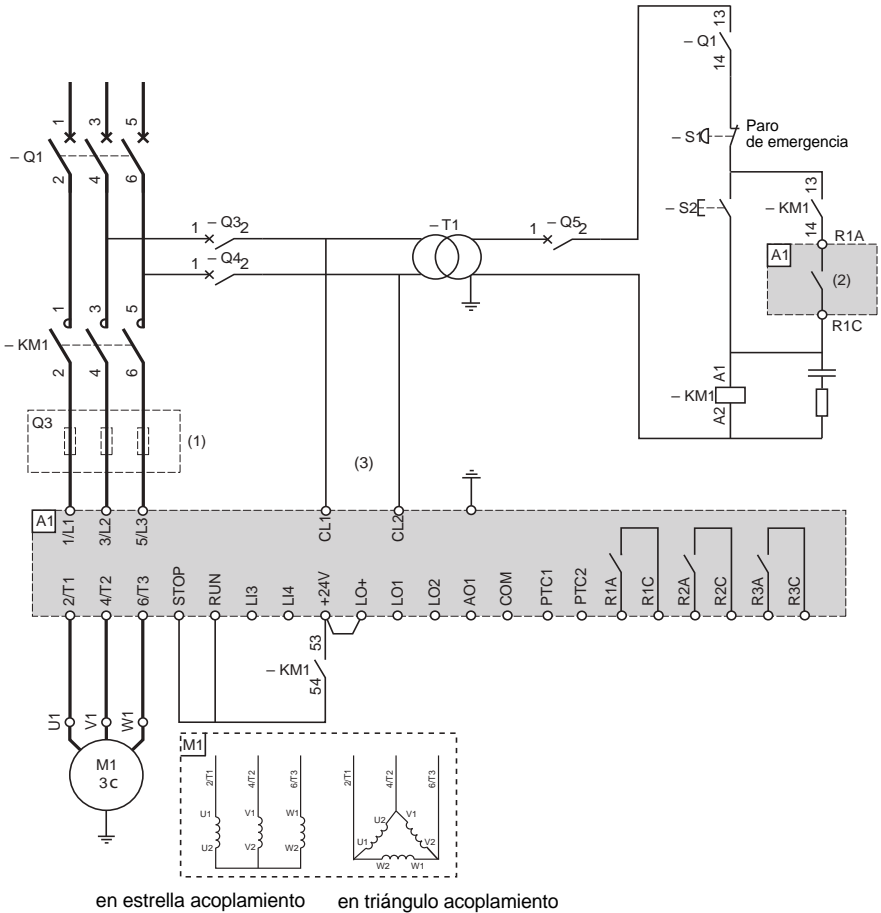 13
– Q1
14
1 3 5
– Q1
2 4 6
– S1
Paro
de emergencia
– S2
13
– KM1
14
R1A
A1
(2)
R1C
1 – Q3 2
1 – Q4 2
– T1
1 – Q5 2
1 3 5
– KM1
2 4 6
A1
– KM1
A2
Q3
(1)
(3)
A1
1/L1 3/L2 5/L3 CL1 CL2
2/T1 4/T2 6/T3 STOP RUN LI3 LI4 +24V LO+ LO1 LO2 AO1 COM PTC1 PTC2 R1A R1C R2A R2C R3A R3C
53
– KM1
54
U1 V1 W1
M1
3c
M1
2/T1 4/T2 6/T3 2/T1 4/T2 6/T3
U1 V1 W1 U2 V1
U2 V2 W2 U1 V2
W2 W1
en estrella acoplamiento en triángulo acoplamiento